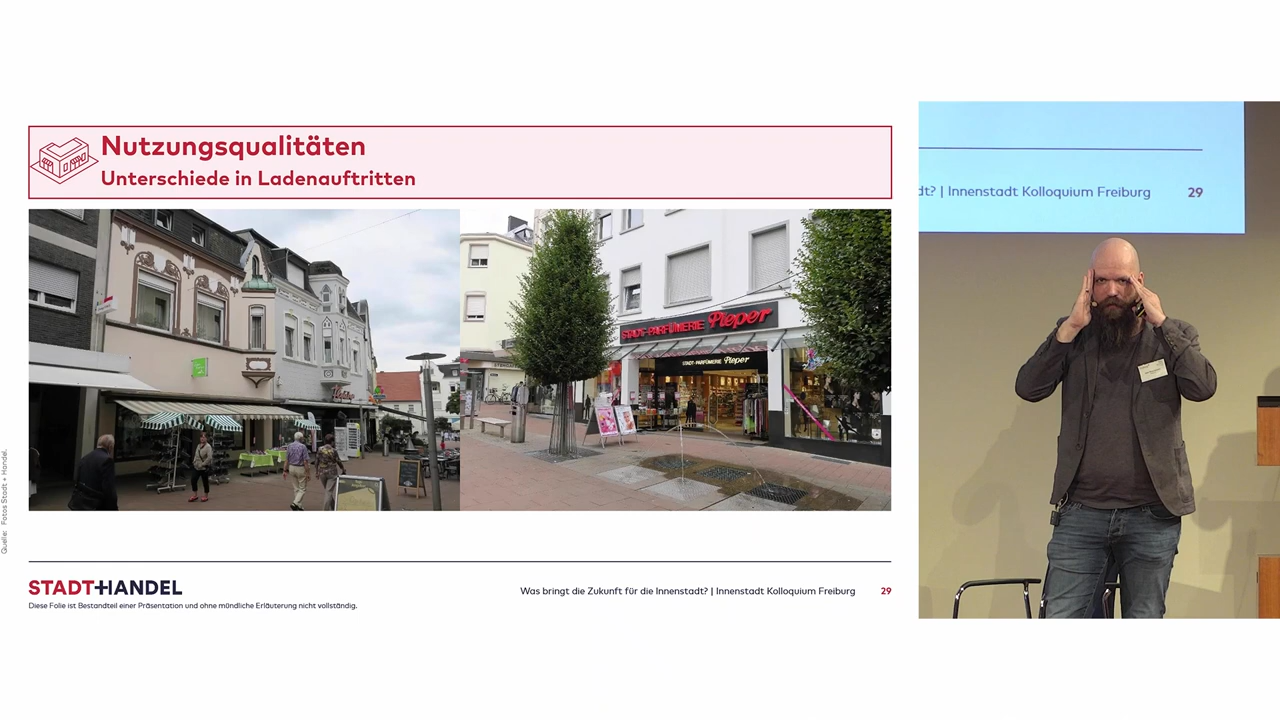 Nutzungsqualitäten
Unterschiede in Ladenauftritten
STADT-PARFÜMERIE Pieper
STADT-PARFÜMERIE Pieper
Quelle: Fotos Stadt + Handel.
STADT+HANDEL
Diese Folie ist Bestandteil einer Präsentation und ohne mündliche Erläuterung nicht vollständig.
Was bringt die Zukunft für die Innenstadt? | Innenstadt Kolloquium Freiburg
29
dt? | Innenstadt Kolloquium Freiburg
29